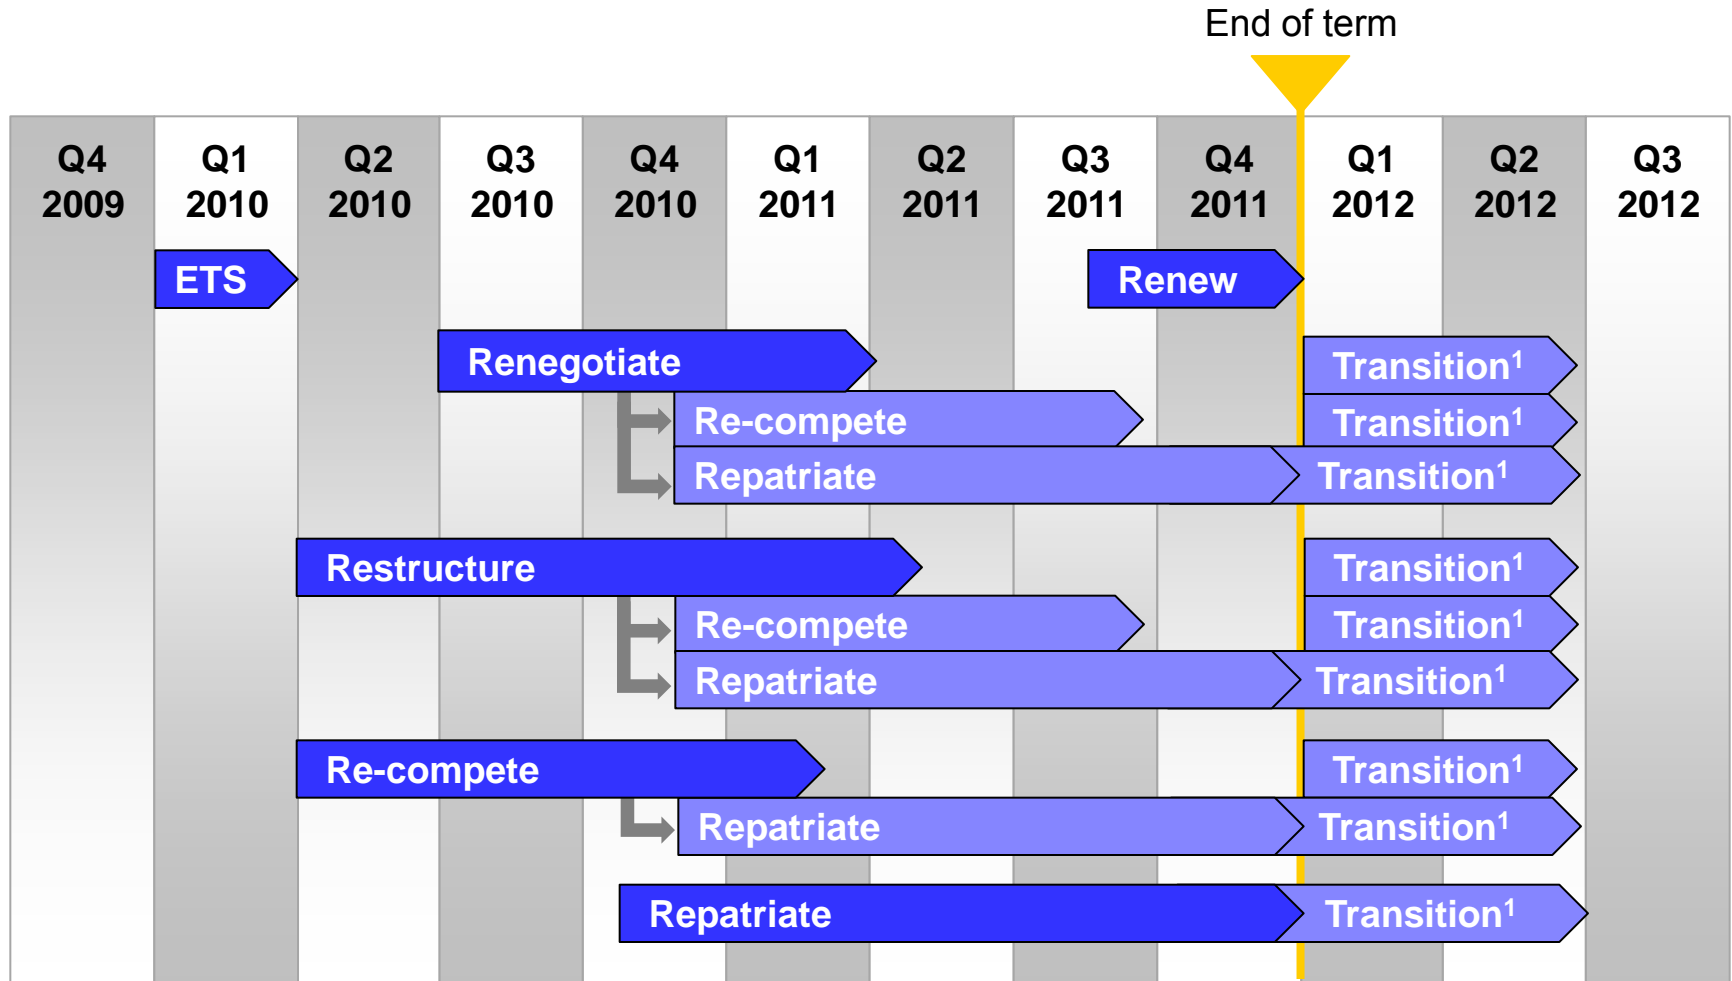 End of term
Q4 Q1 Q2 Q3 Q4 Q1 Q2 Q3 Q4 Q1 Q2 Q3
2009 2010 2010 2010 2010 2011 2011 2011 2011 2012 2012 2012
ETS Renew
Renegotiate Transition¹
Re-compete Transition¹
Repatriate Transition¹
Restructure Transition¹
Re-compete Transition¹
Repatriate Transition¹
Re-compete Transition¹
Repatriate Transition¹
Repatriate Transition¹